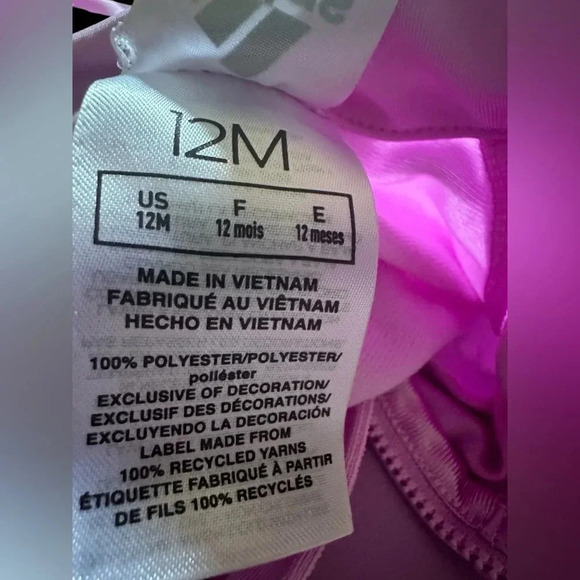 12M
US F E
12M 12 mois 12 meses
MADE IN VIETNAM
FABRIQUÉ AU VIÊTNAM
HECHO EN VIETNAM
100% POLYESTER/POLYESTER/
poliéster
EXCLUSIVE OF DECORATION/
EXCLUSIF DES DÉCORATIONS/
EXCLUYENDO LA DECORACIÓN
LABEL MADE FROM
100% RECYCLED YARNS
ÉTIQUETTE FABRIQUÉ À PARTIR
DE FILS 100% RECYCLÉS